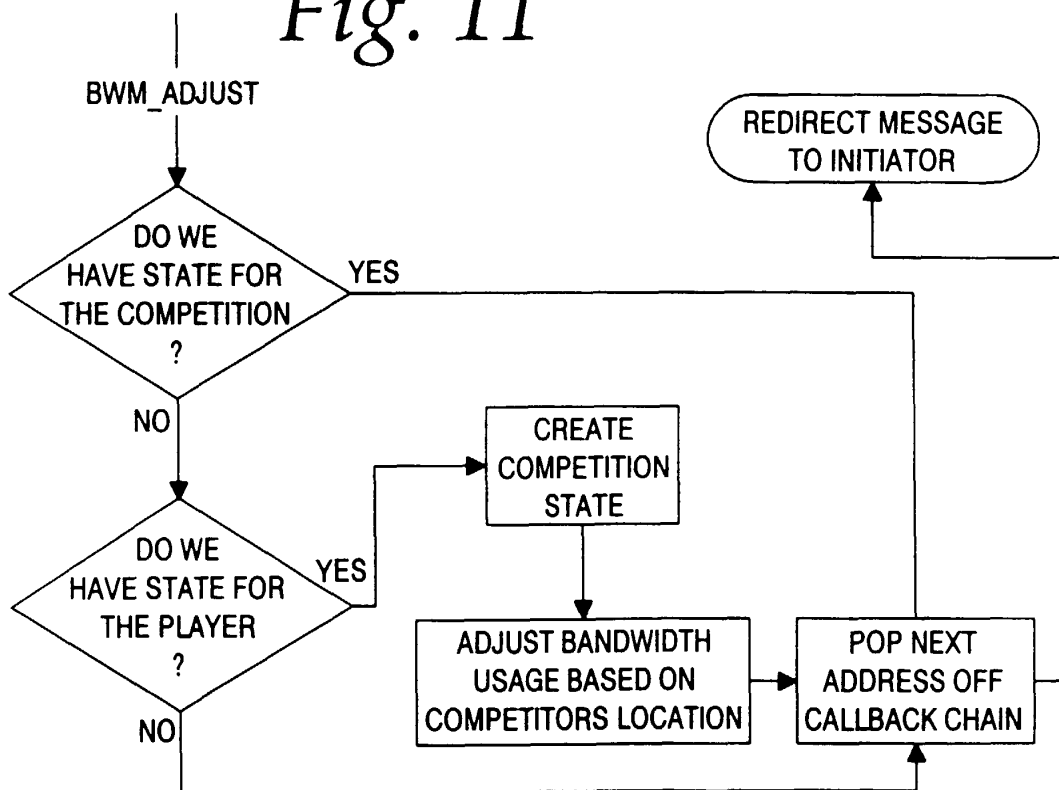 Fig. 11
BWM_ADJUST
REDIRECT MESSAGE
TO INITIATOR
DO WE
HAVE STATE FOR
THE COMPETITION
?
YES
NO
CREATE
COMPETITION
STATE
DO WE
HAVE STATE FOR
THE PLAYER
?
YES
NO
ADJUST BANDWIDTH
USAGE BASED ON
COMPETITORS LOCATION
POP NEXT
ADDRESS OFF
CALLBACK CHAIN